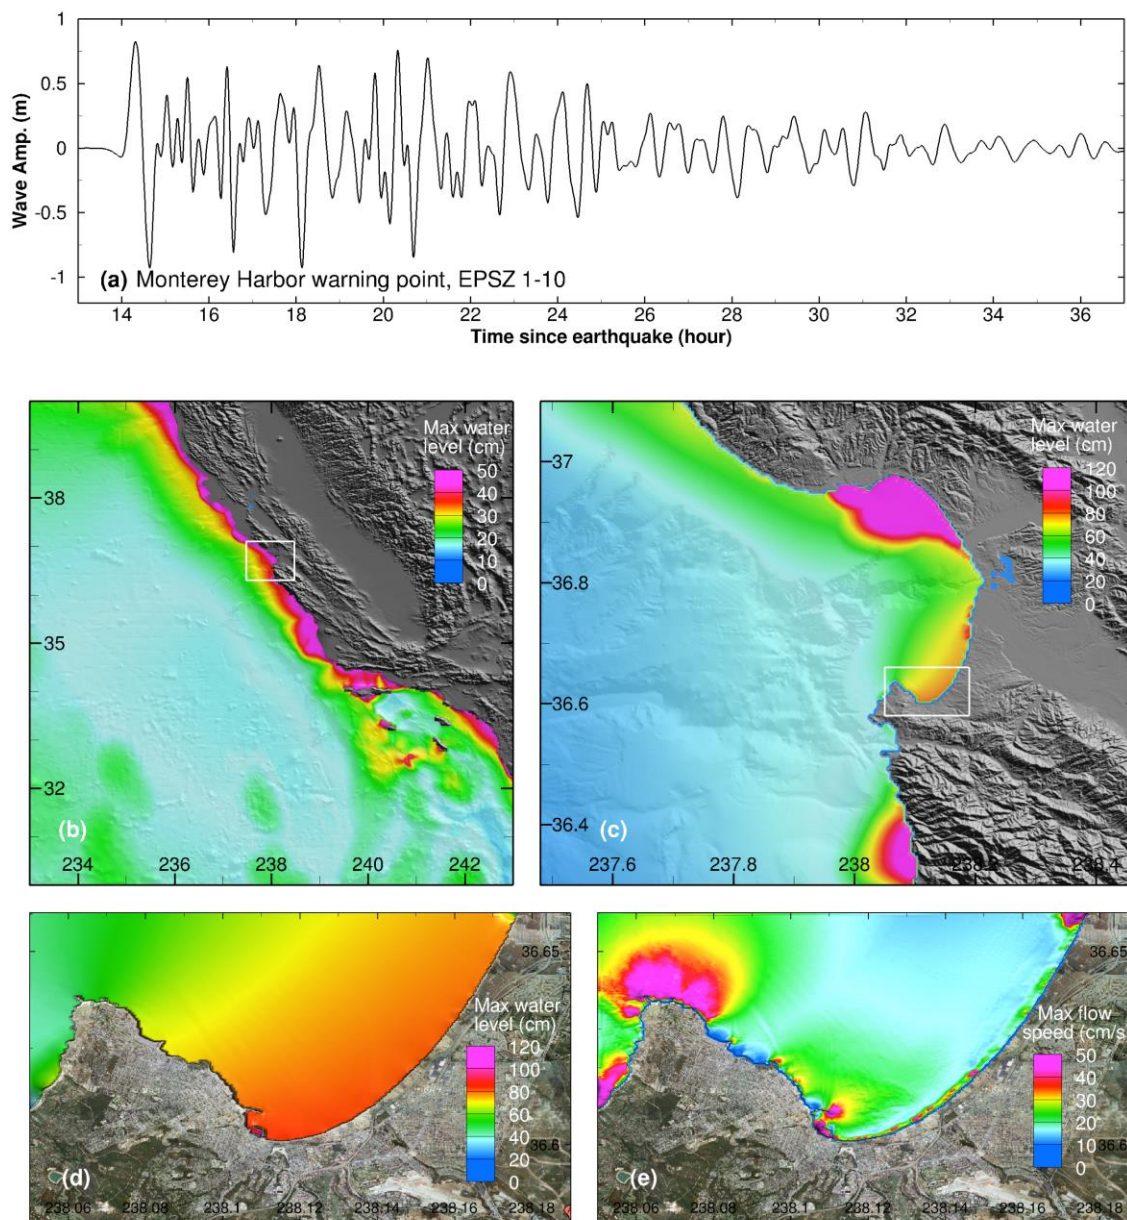 1
0.5
0
-0.5
-1
Wave Amp. (m)
(a) Monterey Harbor warning point, EPSZ 1-10
14 16 18 20 22 24 26 28 30 32 34 36
Time since earthquake (hour)
Max water
level (cm)
50
40
30
20
10
0
38
35
32
(b)
234 236 238 240 242
Max water
level (cm)
120
100
80
60
40
20
0
37
36.8
36.6
36.4
(c)
237.6 237.8 238 238.2 238.4
36.65
Max water
level (cm)
120
100
80
60
40
20
0
36.6
(d)
238.06 238.08 238.1 238.12 238.14 238.16 238.18
36.65
Max flow
speed (cm/s
50
40
30
20
10
0
36.6
(e)
238.06 238.08 238.1 238.12 238.14 238.16 238.18